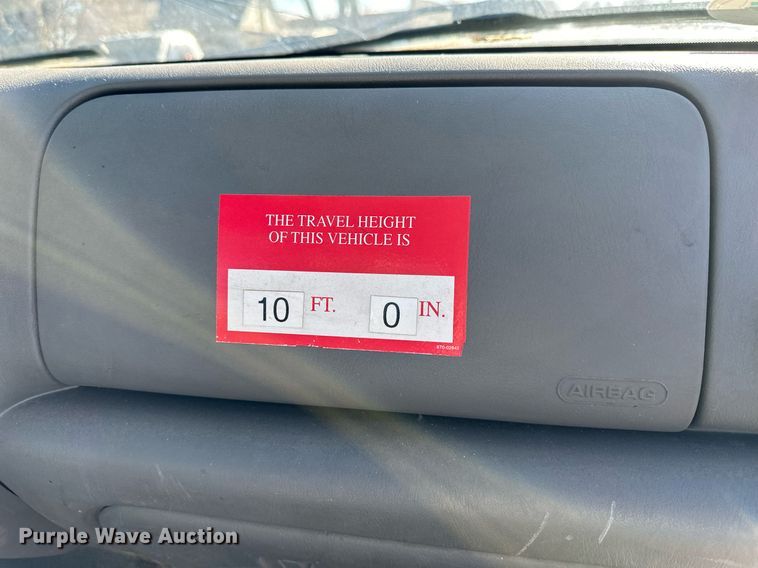 THE TRAVEL HEIGHT
OF THIS VEHICLE IS
10 FT. 0 IN.
AIRBAG
Purple Wave Auction